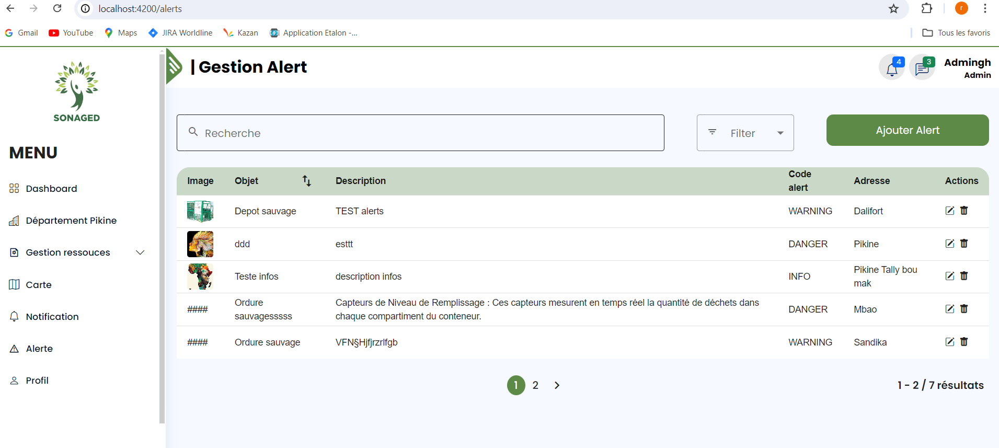 localhost:4200/alerts
r
Gmail YouTube Maps JIRA Worldline Kazan Application Etalon -... Tous les favoris
SONAGED
MENU
Dashboard
Département Pikine
Gestion ressouces
Carte
Notification
Alerte
Profil
| Gestion Alert
4
3
Admingh
Admin
Recherche
Filter
Ajouter Alert
Image Objet Description Code alert Adresse Actions
Depot sauvage TEST alerts WARNING Dalifort
ddd esttt DANGER Pikine
Teste infos description infos INFO Pikine Tally bou
mak
#### Ordure
sauvagesssss
Capteurs de Niveau de Remplissage : Ces capteurs mesurent en temps réel la quantité de déchets dans
chaque compartiment du conteneur.
DANGER Mbao
#### Ordure sauvage VFN§Hjfjrzrlfgb WARNING Sandika
1 2
1 - 2 / 7 résultats